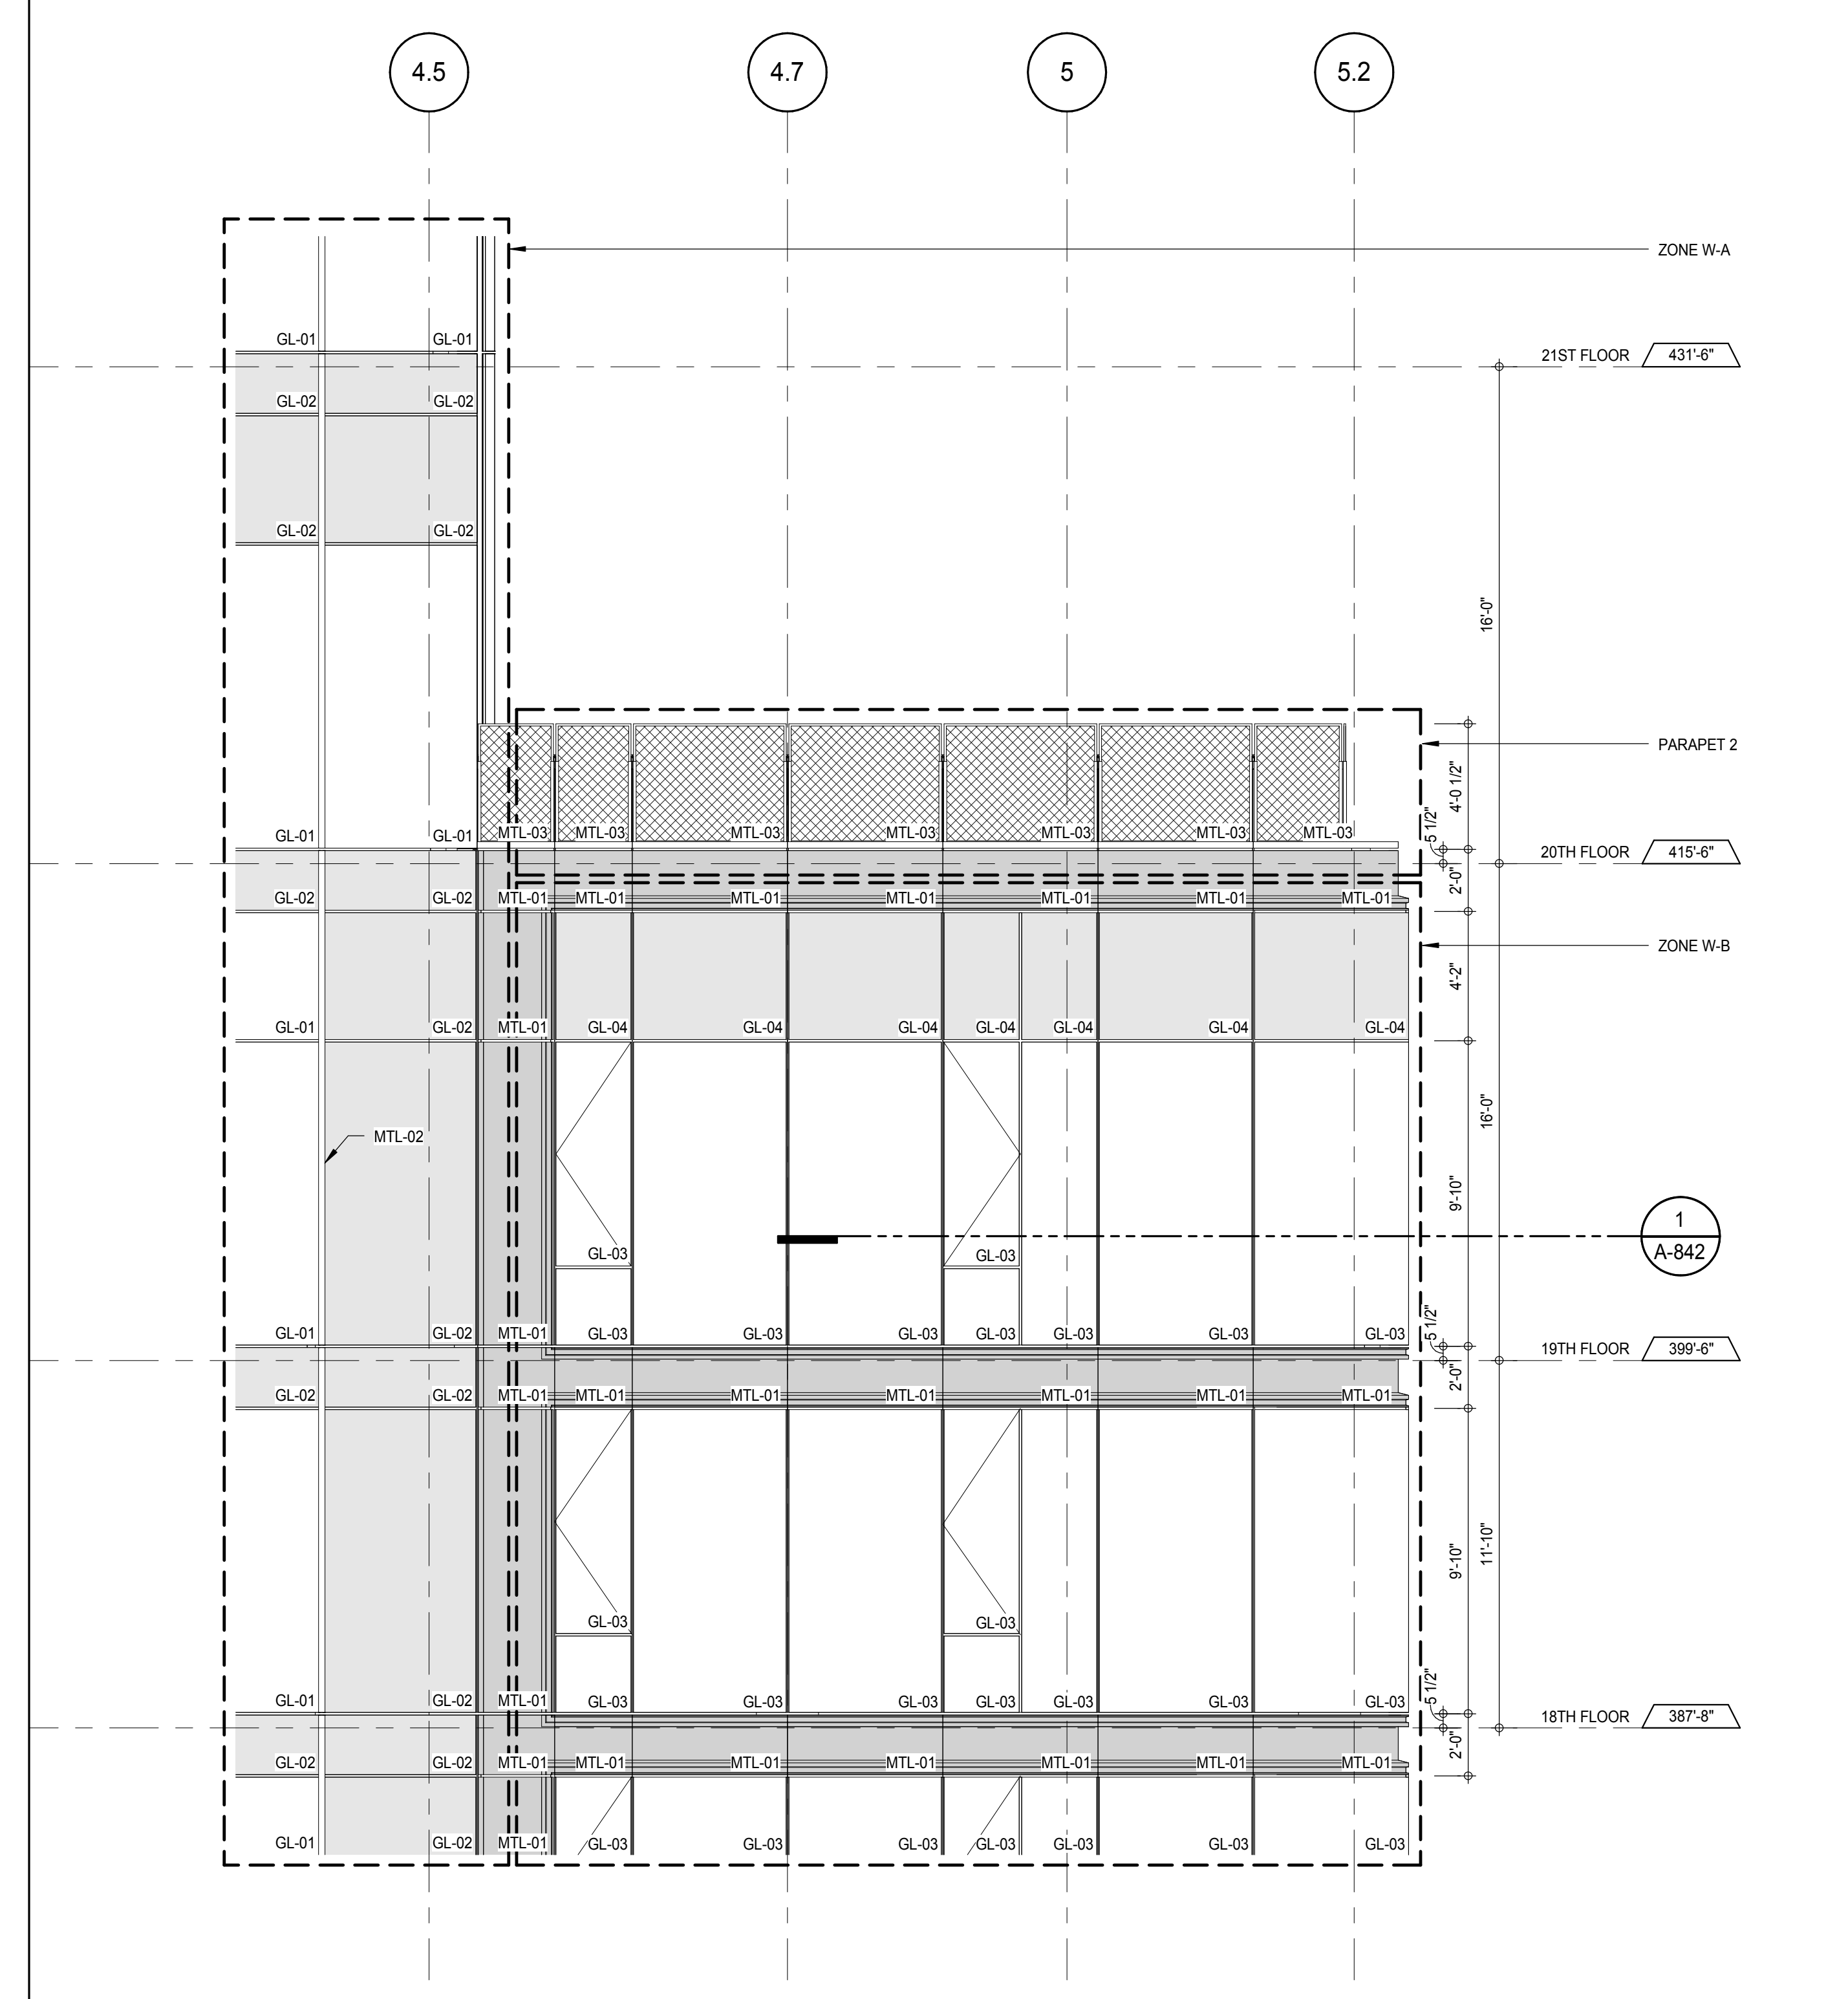 4.5 4.7 5 5.2
ZONE W-A
GL-01 GL-01
21ST FLOOR 431'-6"
GL-02 GL-02
GL-02 GL-02
16'-0"
PARAPET 2
4'-0 1/2"
5 1/2"
GL-01 GL-01 MTL-03 MTL-03 MTL-03 MTL-03 MTL-03 MTL-03 MTL-03
20TH FLOOR 415'-6"
2'-0"
GL-02 GL-02 MTL-01 MTL-01 MTL-01 MTL-01 MTL-01 MTL-01 MTL-01
ZONE W-B
4'-2"
GL-01 GL-02 MTL-01 GL-04 GL-04 GL-04 GL-04 GL-04 GL-04 GL-04
16'-0"
MTL-02
9'-10"
1
A-842
GL-03 GL-03
5 1/2"
GL-01 GL-02 MTL-01 GL-03 GL-03 GL-03 GL-03 GL-03 GL-03 GL-03
19TH FLOOR 399'-6"
2'-0"
GL-02 GL-02 MTL-01 MTL-01 MTL-01 MTL-01 MTL-01 MTL-01 MTL-01
9'-10"
11'-10"
GL-03 GL-03
5 1/2"
GL-01 GL-02 MTL-01 GL-03 GL-03 GL-03 GL-03 GL-03 GL-03 GL-03
18TH FLOOR 387'-8"
2'-0"
GL-02 GL-02 MTL-01 MTL-01 MTL-01 MTL-01 MTL-01 MTL-01 MTL-01
GL-01 GL-02 MTL-01 GL-03 GL-03 GL-03 GL-03 GL-03 GL-03 GL-03